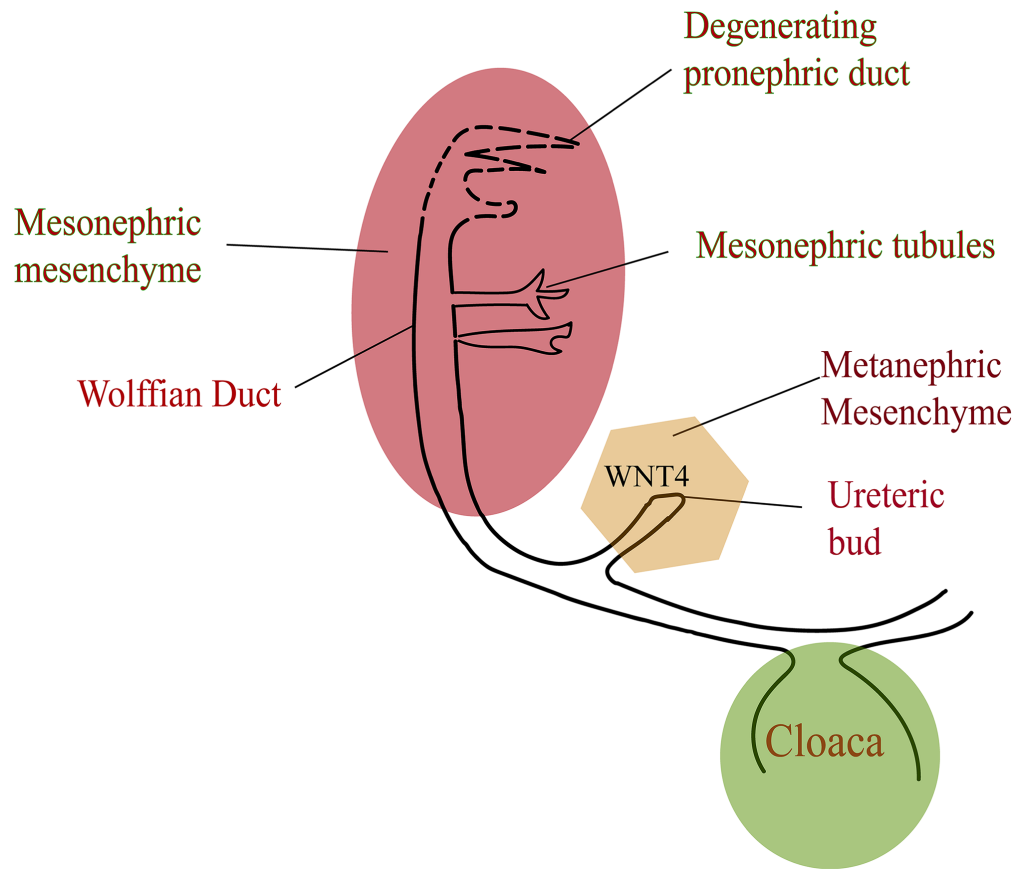 Degenerating
pronephric duct
Mesonephric
mesenchyme
Mesonephric tubules
Wolffian Duct
Metanephric
Mesenchyme
WNT4
Ureteric
bud
Cloaca